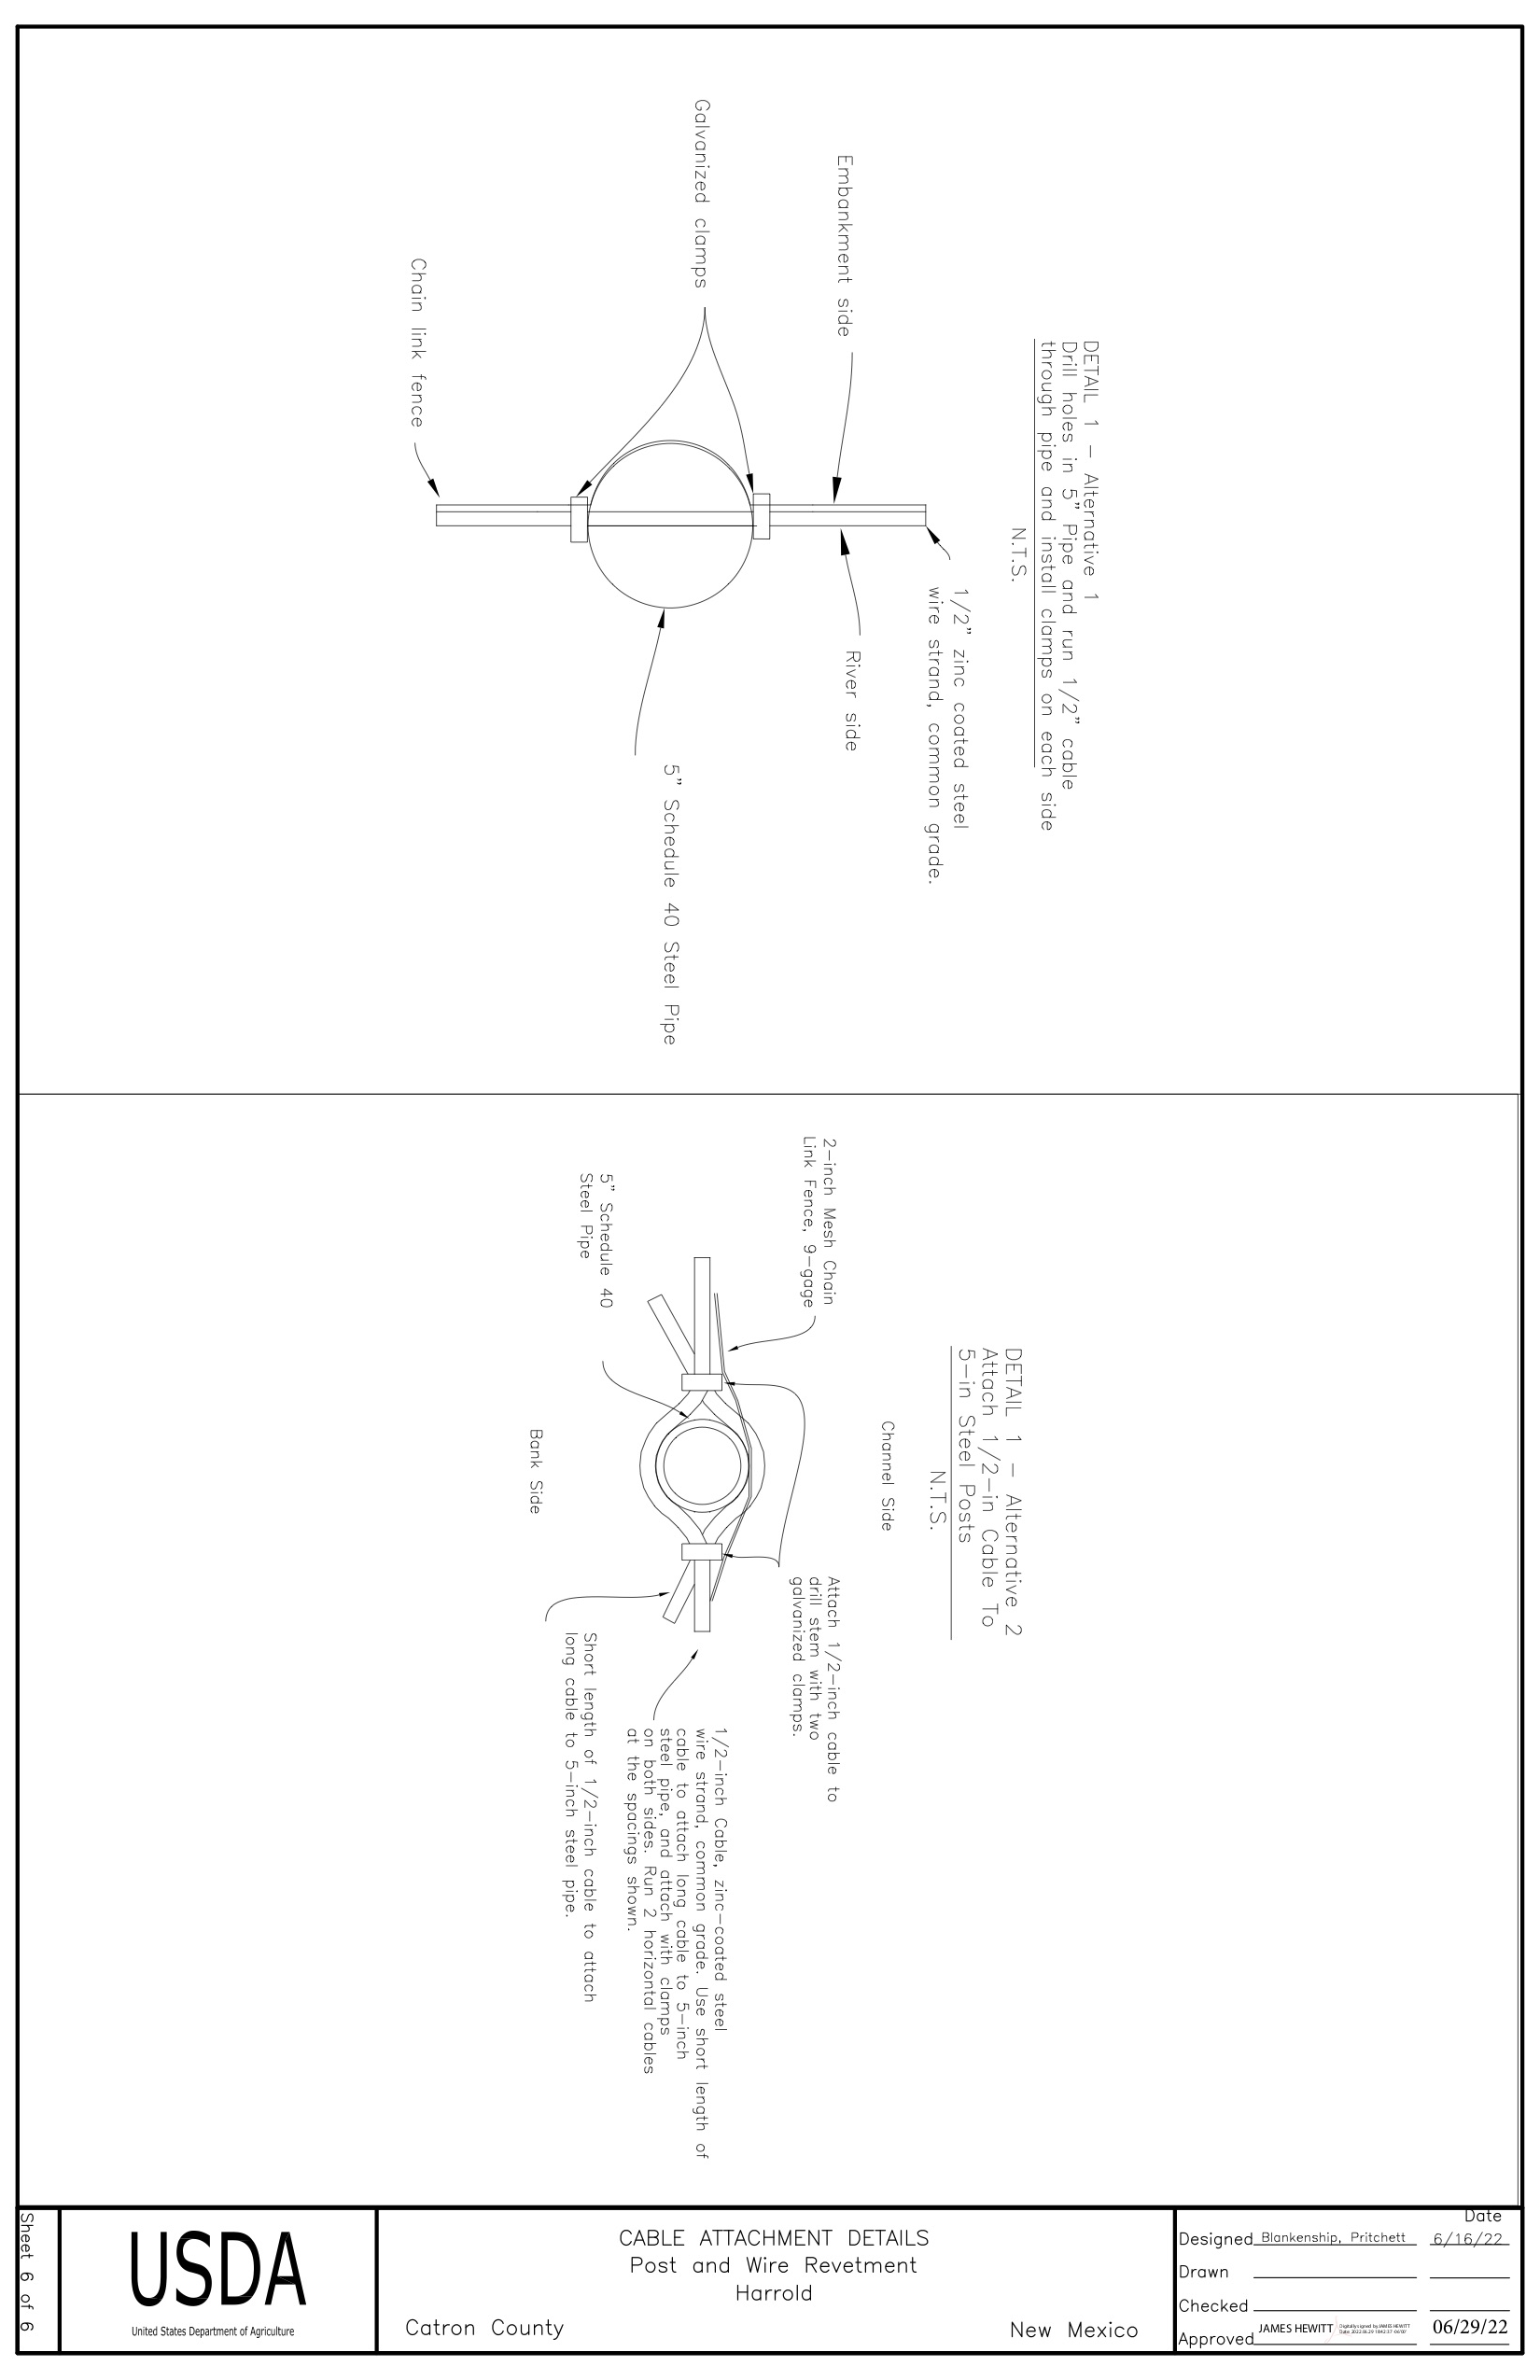 DETAIL 1 - Alternative 1
Drill holes in 5" Pipe and run 1/2" cable
through pipe and install clamps on each side
N.T.S.
Embankment side
Galvanized clamps
Chain link fence
1/2" zinc coated steel
wire strand, common grade.
River side
5" Schedule 40 Steel Pipe
DETAIL 1 - Alternative 2
Attach 1/2-in Cable To
5-in Steel Posts
N.T.S.
2-inch Mesh Chain
Link Fence, 9-gage
5" Schedule 40
Steel Pipe
Channel Side
Bank Side
Attach 1/2-inch cable to
drill stem with two
galvanized clamps.
1/2-inch Cable, zinc-coated steel
wire strand, common grade. Use short length of
cable to attach long cable to 5-inch
steel pipe, and attach with clamps
on both sides. Run 2 horizontal cables
at the spacings shown.
Short length of 1/2-inch cable to attach
long cable to 5-inch steel pipe.
Sheet 6 of 6
USDA
United States Department of Agriculture
CABLE ATTACHMENT DETAILS
Post and Wire Revetment
Harrold
Catron County
New Mexico
Date
Designed Blankenship, Pritchett 6/16/22
Drawn
Checked
Approved JAMES HEWITT 06/29/22
Digitally signed by JAMES HEWITT